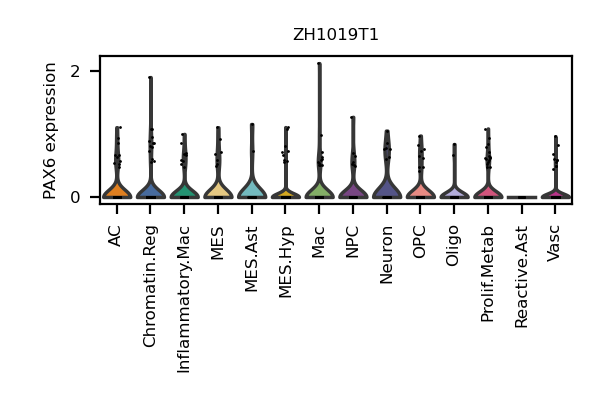 ZH1019T1
PAX6 expression
2
0
AC
Chromatin.Reg
Inflammatory.Mac
MES
MES.Ast
MES.Hyp
Mac
NPC
Neuron
OPC
Oligo
Prolif.Metab
Reactive.Ast
Vasc